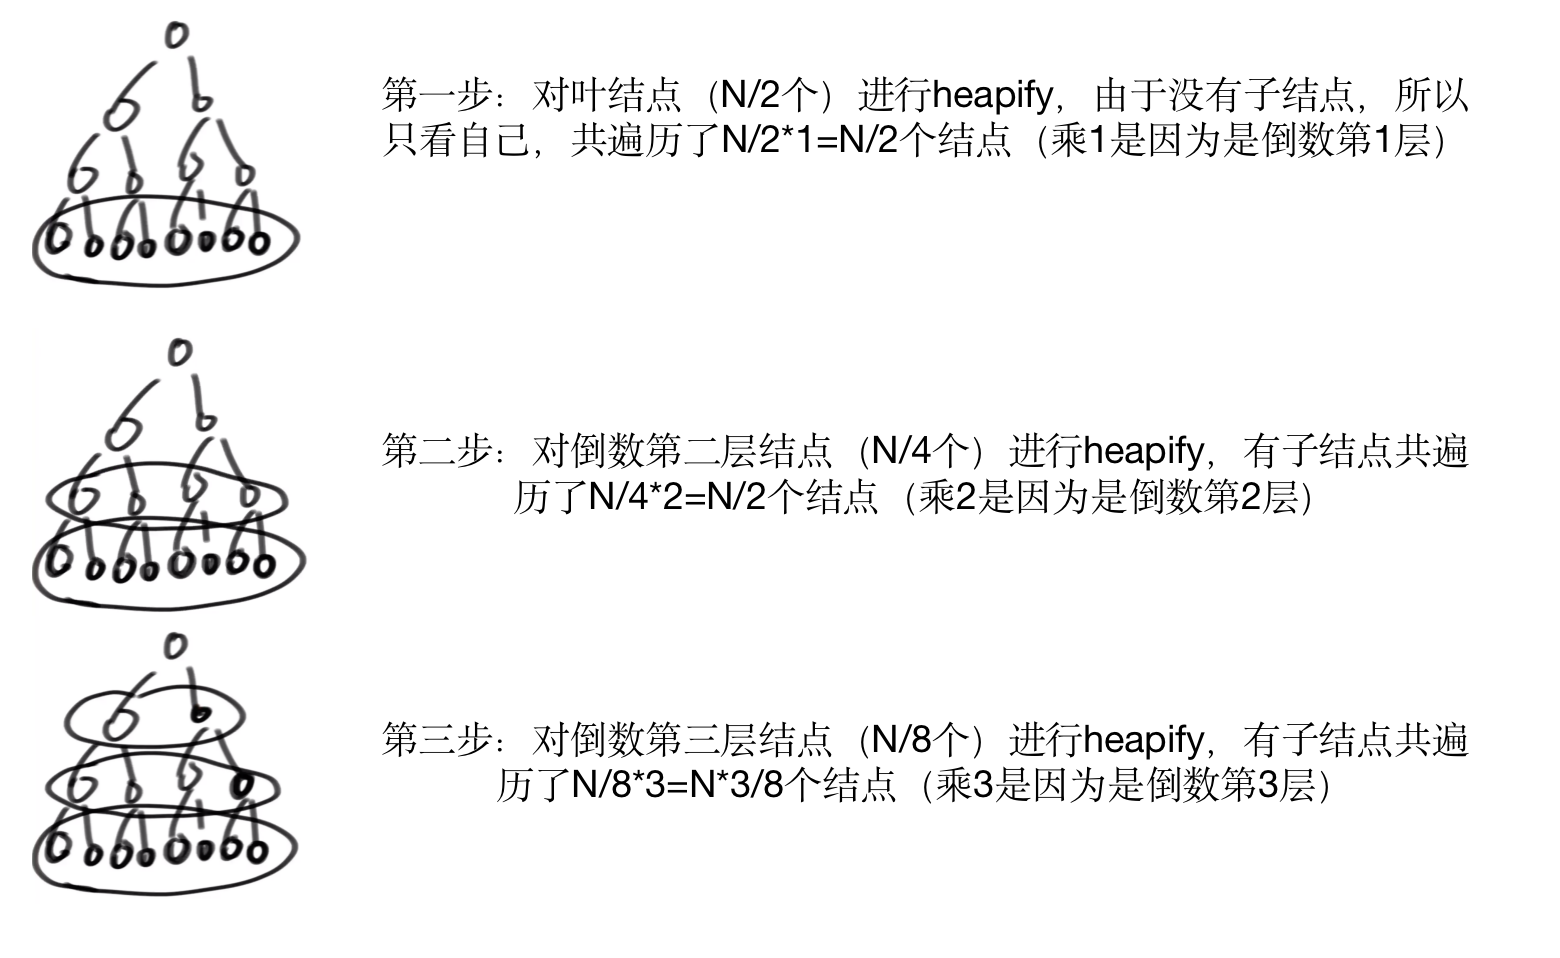 第一步：对叶结点（N/2个）进行heapify，由于没有子结点，所以
只看自己，共遍历了N/2*1=N/2个结点（乘1是因为是倒数第1层）
第二步：对倒数第二层结点（N/4个）进行heapify，有子结点共遍
历了N/4*2=N/2个结点（乘2是因为是倒数第2层）
第三步：对倒数第三层结点（N/8个）进行heapify，有子结点共遍
历了N/8*3=N*3/8个结点（乘3是因为是倒数第3层）